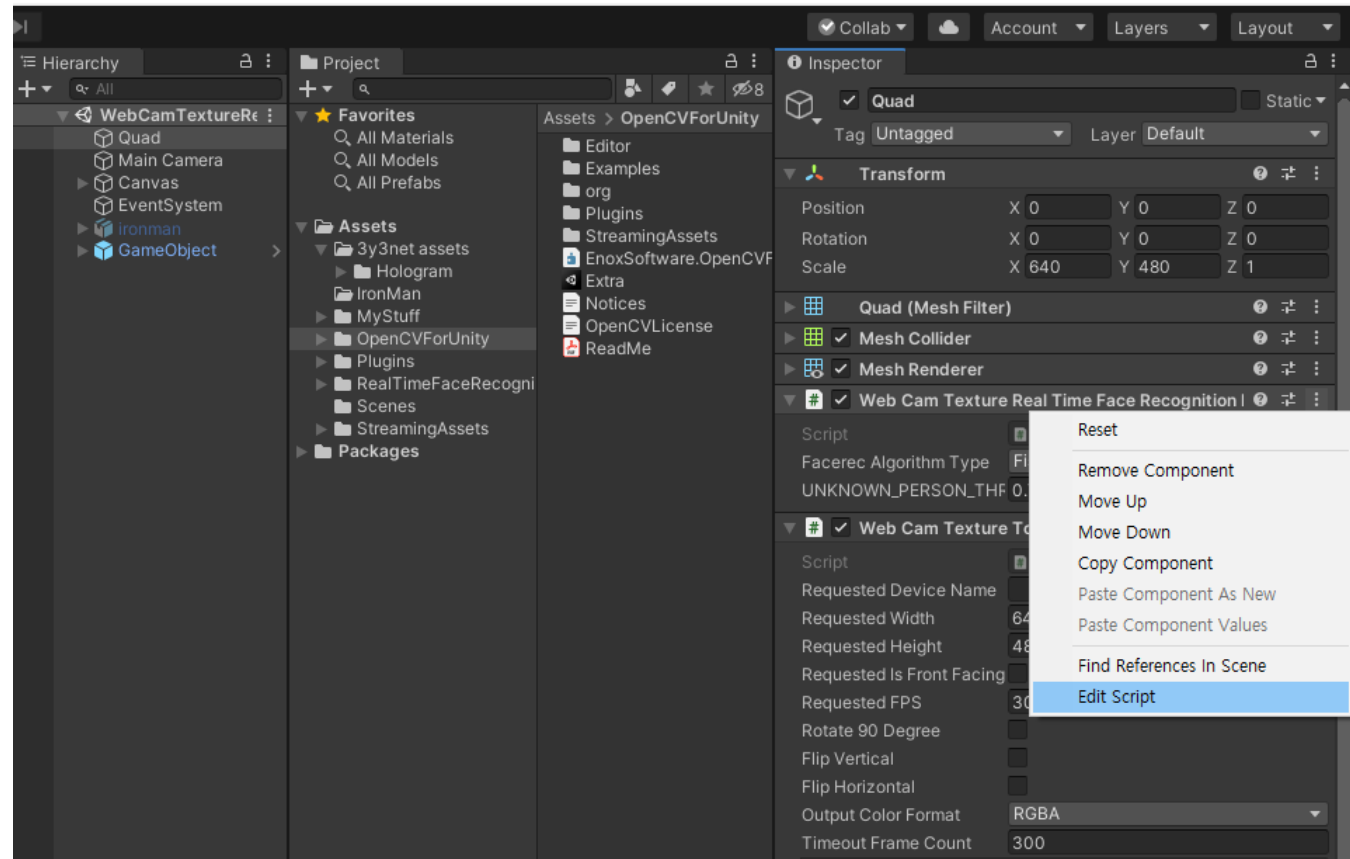 Collab Account Layers Layout
Hierarchy
All
WebCamTextureRe
Quad
Main Camera
Canvas
EventSystem
ironman
GameObject
Project
8
Favorites
All Materials
All Models
All Prefabs
Assets
3y3net assets
Hologram
IronMan
MyStuff
OpenCVForUnity
Plugins
RealTimeFaceRecogni
Scenes
StreamingAssets
Packages
Assets > OpenCVForUnity
Editor
Examples
org
Plugins
StreamingAssets
EnoxSoftware.OpenCVF
Extra
Notices
OpenCVLicense
ReadMe
Inspector
Quad Static
Tag Untagged Layer Default
Transform
Position X 0 Y 0 Z 0
Rotation X 0 Y 0 Z 0
Scale X 640 Y 480 Z 1
Quad (Mesh Filter)
Mesh Collider
Mesh Renderer
# Web Cam Texture Real Time Face Recognition
Script
Facerec Algorithm Type Fi
UNKNOWN_PERSON_THR 0.
# Web Cam Texture To
Script
Requested Device Name
Requested Width 64
Requested Height 48
Requested Is Front Facing
Requested FPS 30
Rotate 90 Degree
Flip Vertical
Flip Horizontal
Output Color Format RGBA
Timeout Frame Count 300
Reset
Remove Component
Move Up
Move Down
Copy Component
Paste Component As New
Paste Component Values
Find References In Scene
Edit Script